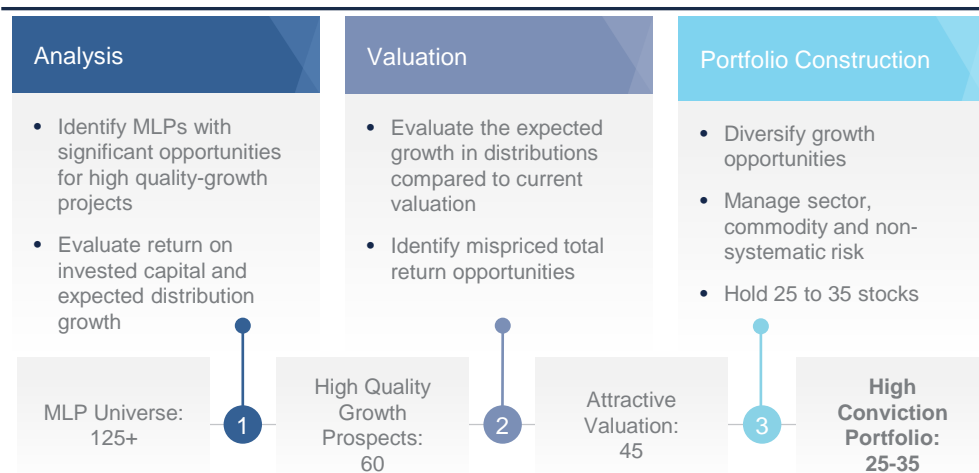 Analysis
• Identify MLPs with
significant opportunities
for high quality-growth
projects
• Evaluate return on
invested capital and
expected distribution
growth
Valuation
• Evaluate the expected
growth in distributions
compared to current
valuation
• Identify mispriced total
return opportunities
Portfolio Construction
• Diversify growth
opportunities
• Manage sector,
commodity and non-
systematic risk
• Hold 25 to 35 stocks
MLP Universe:
125+
1
High Quality
Growth
Prospects:
60
2
Attractive
Valuation:
45
3
High
Conviction
Portfolio:
25-35